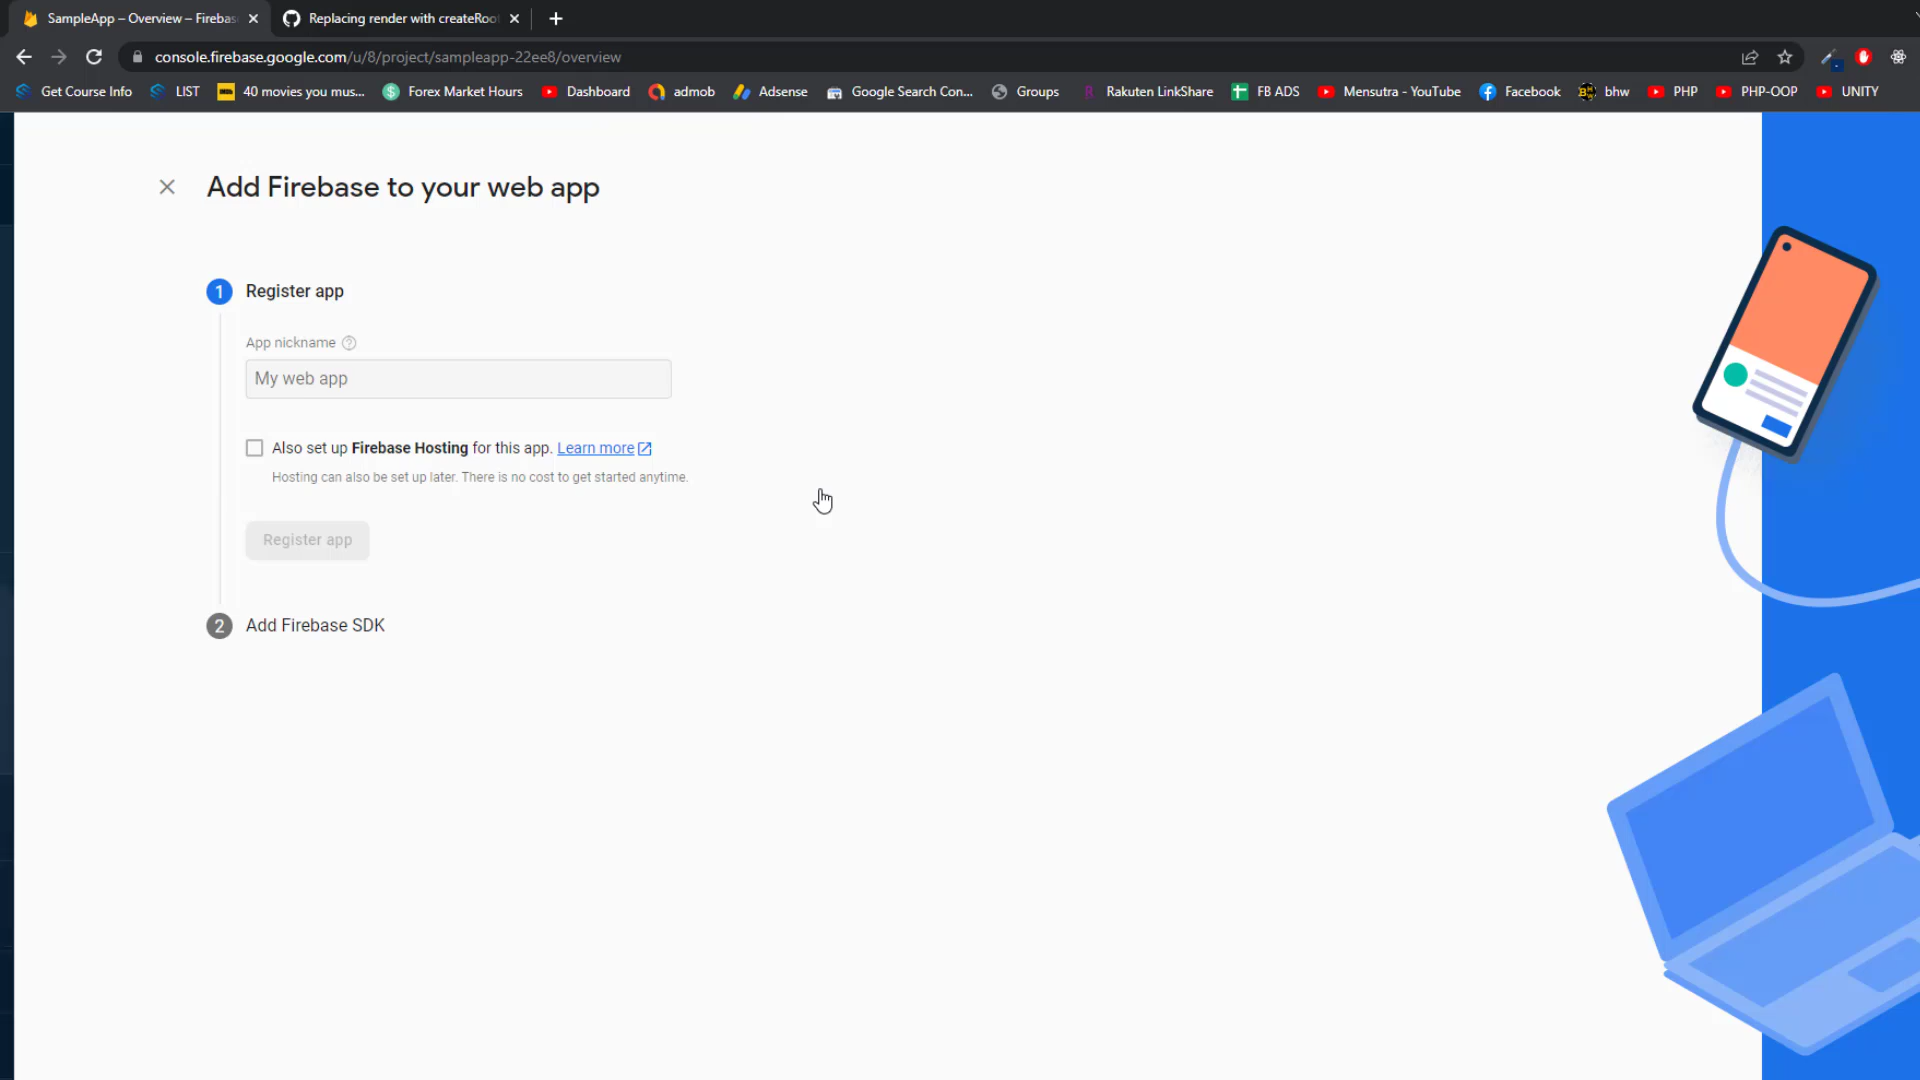 SampleApp – Overview – Firebas
Replacing render with createRoo
console.firebase.google.com/u/8/project/sampleapp-22ee8/overview
Get Course Info LIST 40 movies you mus... Forex Market Hours Dashboard admob Adsense Google Search Con... Groups Rakuten LinkShare FB ADS Mensutra - YouTube Facebook bhw PHP PHP-OOP UNITY
Add Firebase to your web app
1 Register app
App nickname
My web app
Also set up Firebase Hosting for this app. Learn more
Hosting can also be set up later. There is no cost to get started anytime.
Register app
2 Add Firebase SDK